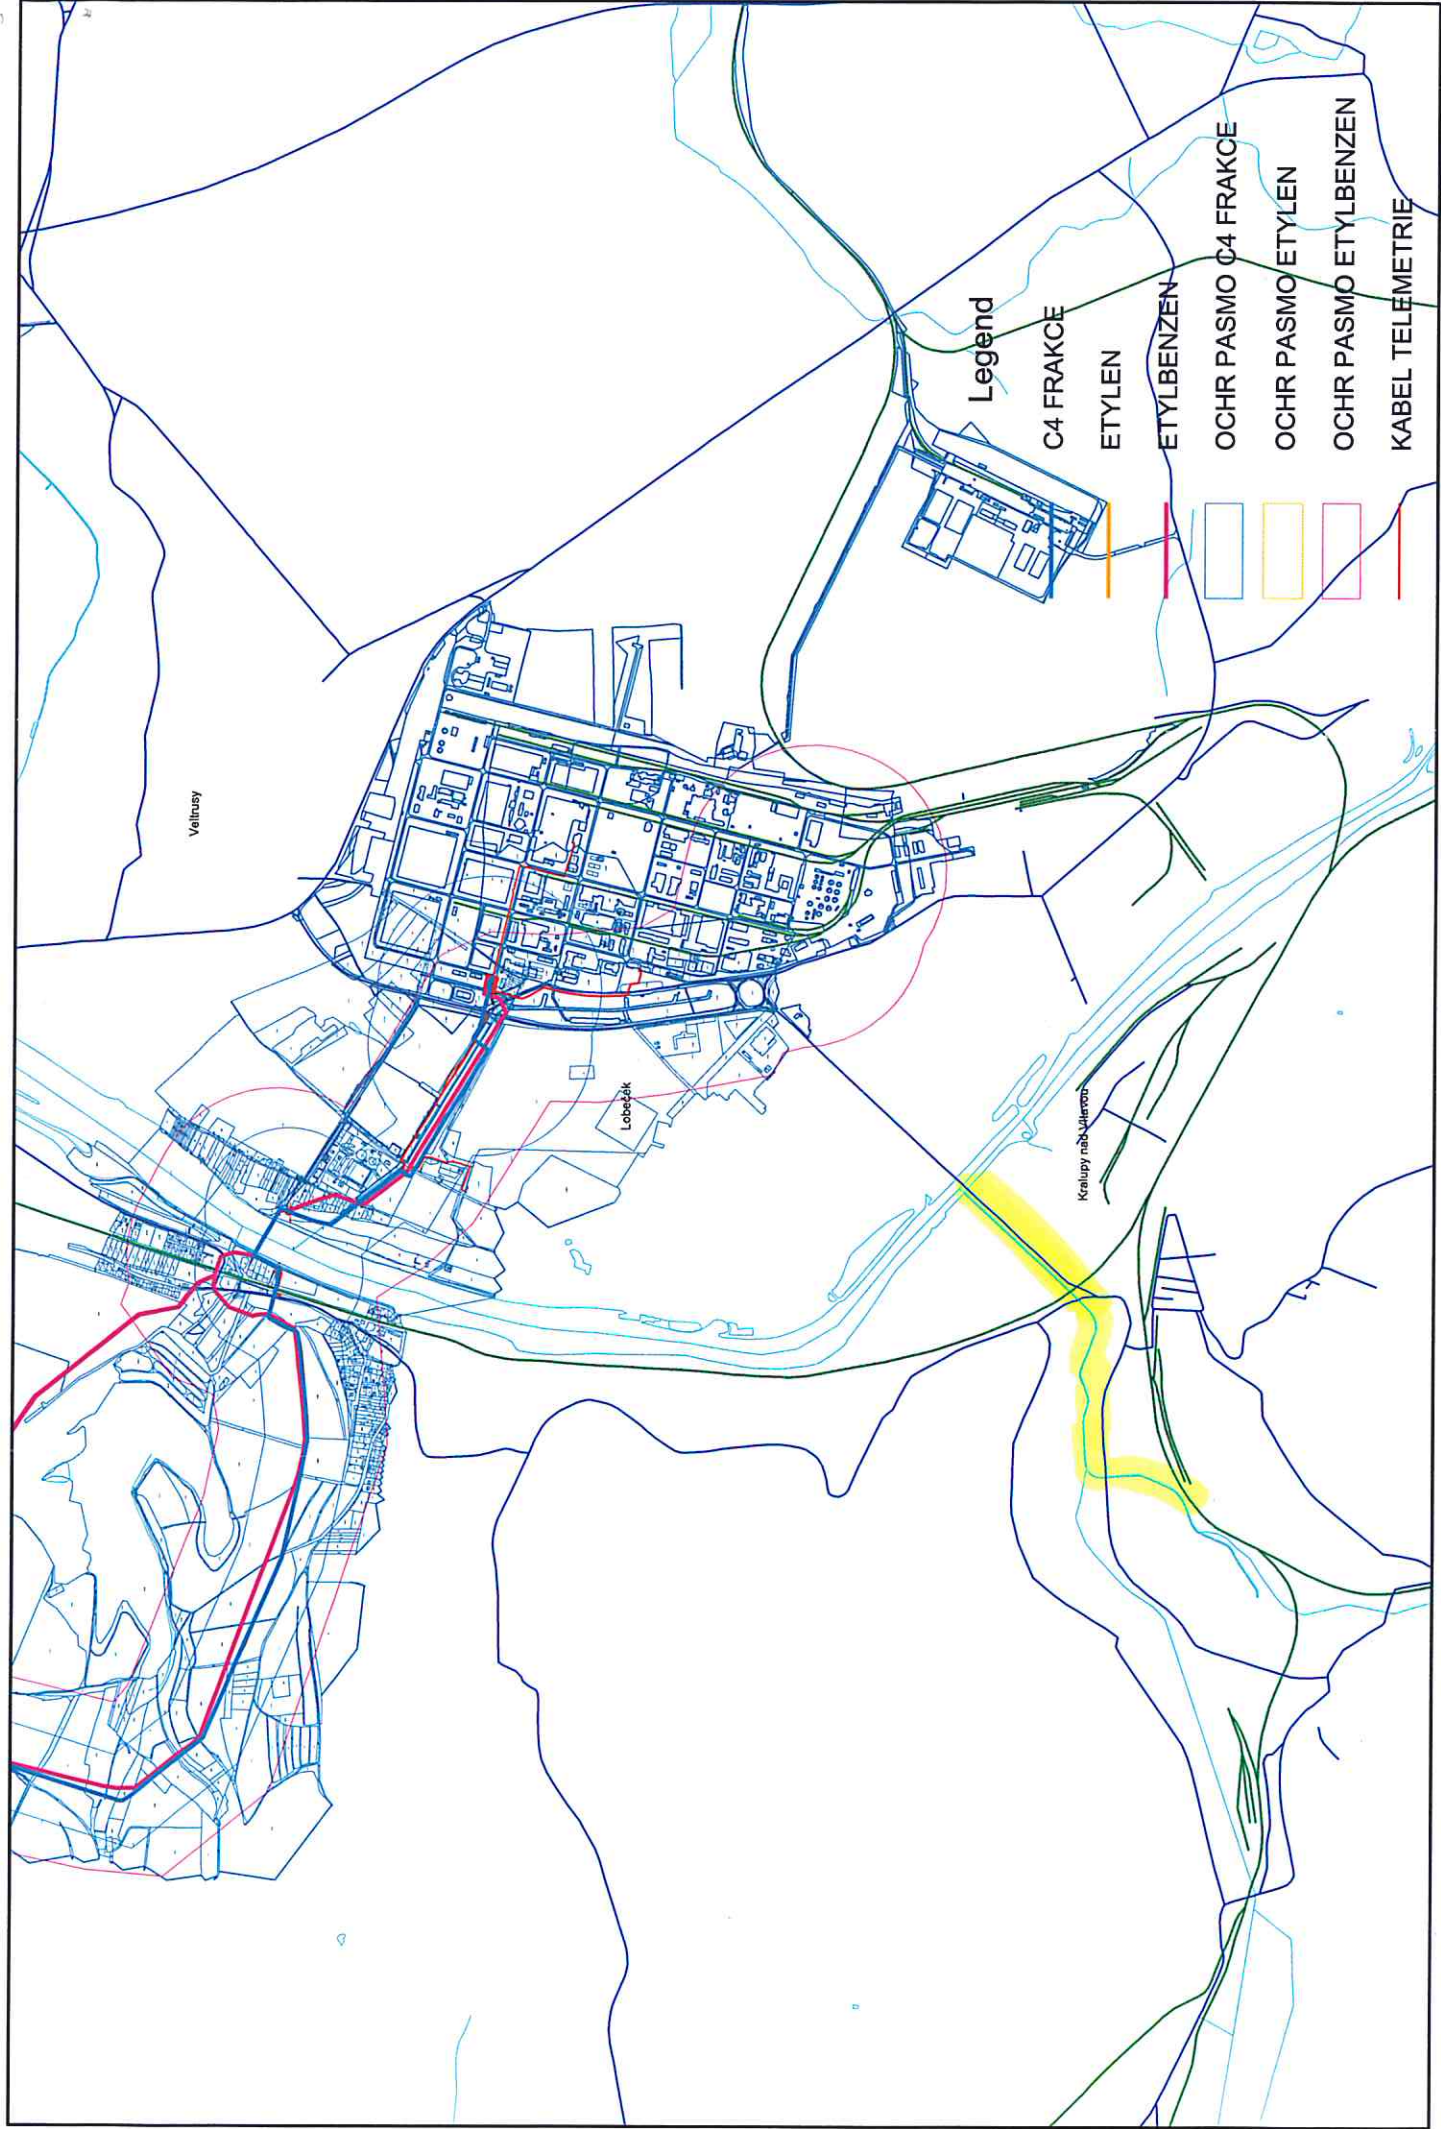 Veltrusy
Lobeček
Kralupy nad Vltavou
Legend
C4 FRAKCE
ETYLEN
ETYLBENZEN
OCHR PASMO C4 FRAKCE
OCHR PASMO ETYLEN
OCHR PASMO ETYLBENZEN
KABEL TELEMETRIE